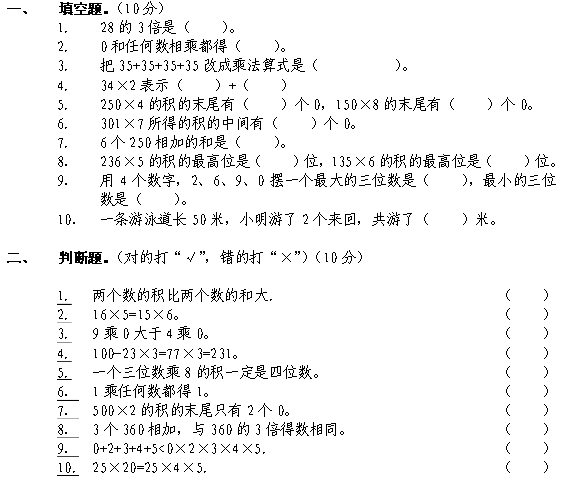 一、 填空题。(10分)
1. 28的3倍是（ ）。
2. 0和任何数相乘都得（ ）。
3. 把35+35+35+35改成乘法算式是（ ）。
4. 34×2表示（ ）+（ ）
5. 250×4的积的末尾有（ ）个0，150×8的末尾有（ ）个0。
6. 301×7所得的积的中间有（ ）个0。
7. 6个250相加的和是（ ）。
8. 236×5的积的最高位是（ ）位，135×6的积的最高位是（ ）位。
9. 用4个数字，2、6、9、0摆一个最大的三位数是（ ），最小的三位
数是（ ）。
10. 一条游泳道长50米，小明游了2个来回，共游了（ ）米。
二、 判断题。(对的打“√”，错的打“×”)(10分)
1. 两个数的积比两个数的和大. （ ）
2. 16×5=15×6。 （ ）
3. 9乘0大于4乘0。 （ ）
4. 100-23×3=77×3=231。 （ ）
5. 一个三位数乘8的积一定是四位数。 （ ）
6. 1乘任何数都得1。 （ ）
7. 500×2的积的末尾只有2个0。 （ ）
8. 3个360相加，与360的3倍得数相同。 （ ）
9. 0+2+3+4+5<0×2×3×4×5. （ ）
10. 25×20=25×4×5. （ ）